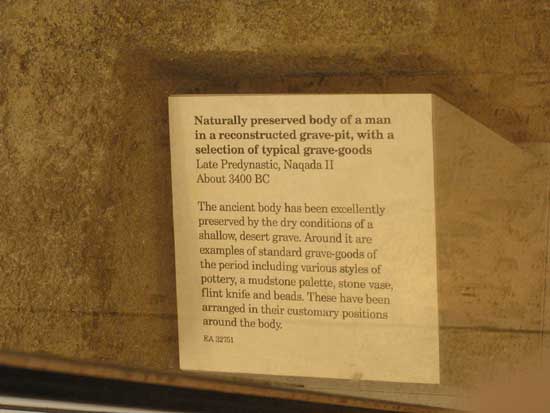 Naturally preserved body of a man
in a reconstructed grave-pit, with a
selection of typical grave-goods
Late Predynastic, Naqada II
About 3400 BC
The ancient body has been excellently
preserved by the dry conditions of a
shallow, desert grave. Around it are
examples of standard grave-goods of
the period including various styles of
pottery, a mudstone palette, stone vase,
flint knife and beads. These have been
arranged in their customary positions
around the body.
EA 32751